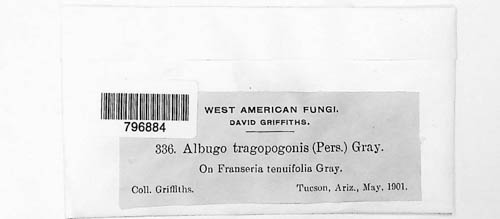 796884
WEST AMERICAN FUNGI.
DAVID GRIFFITHS.
336. Albugo tragopogonis (Pers.) Gray.
On Franseria tenuifolia Gray.
Coll. Griffiths. Tucson, Ariz., May, 1901.